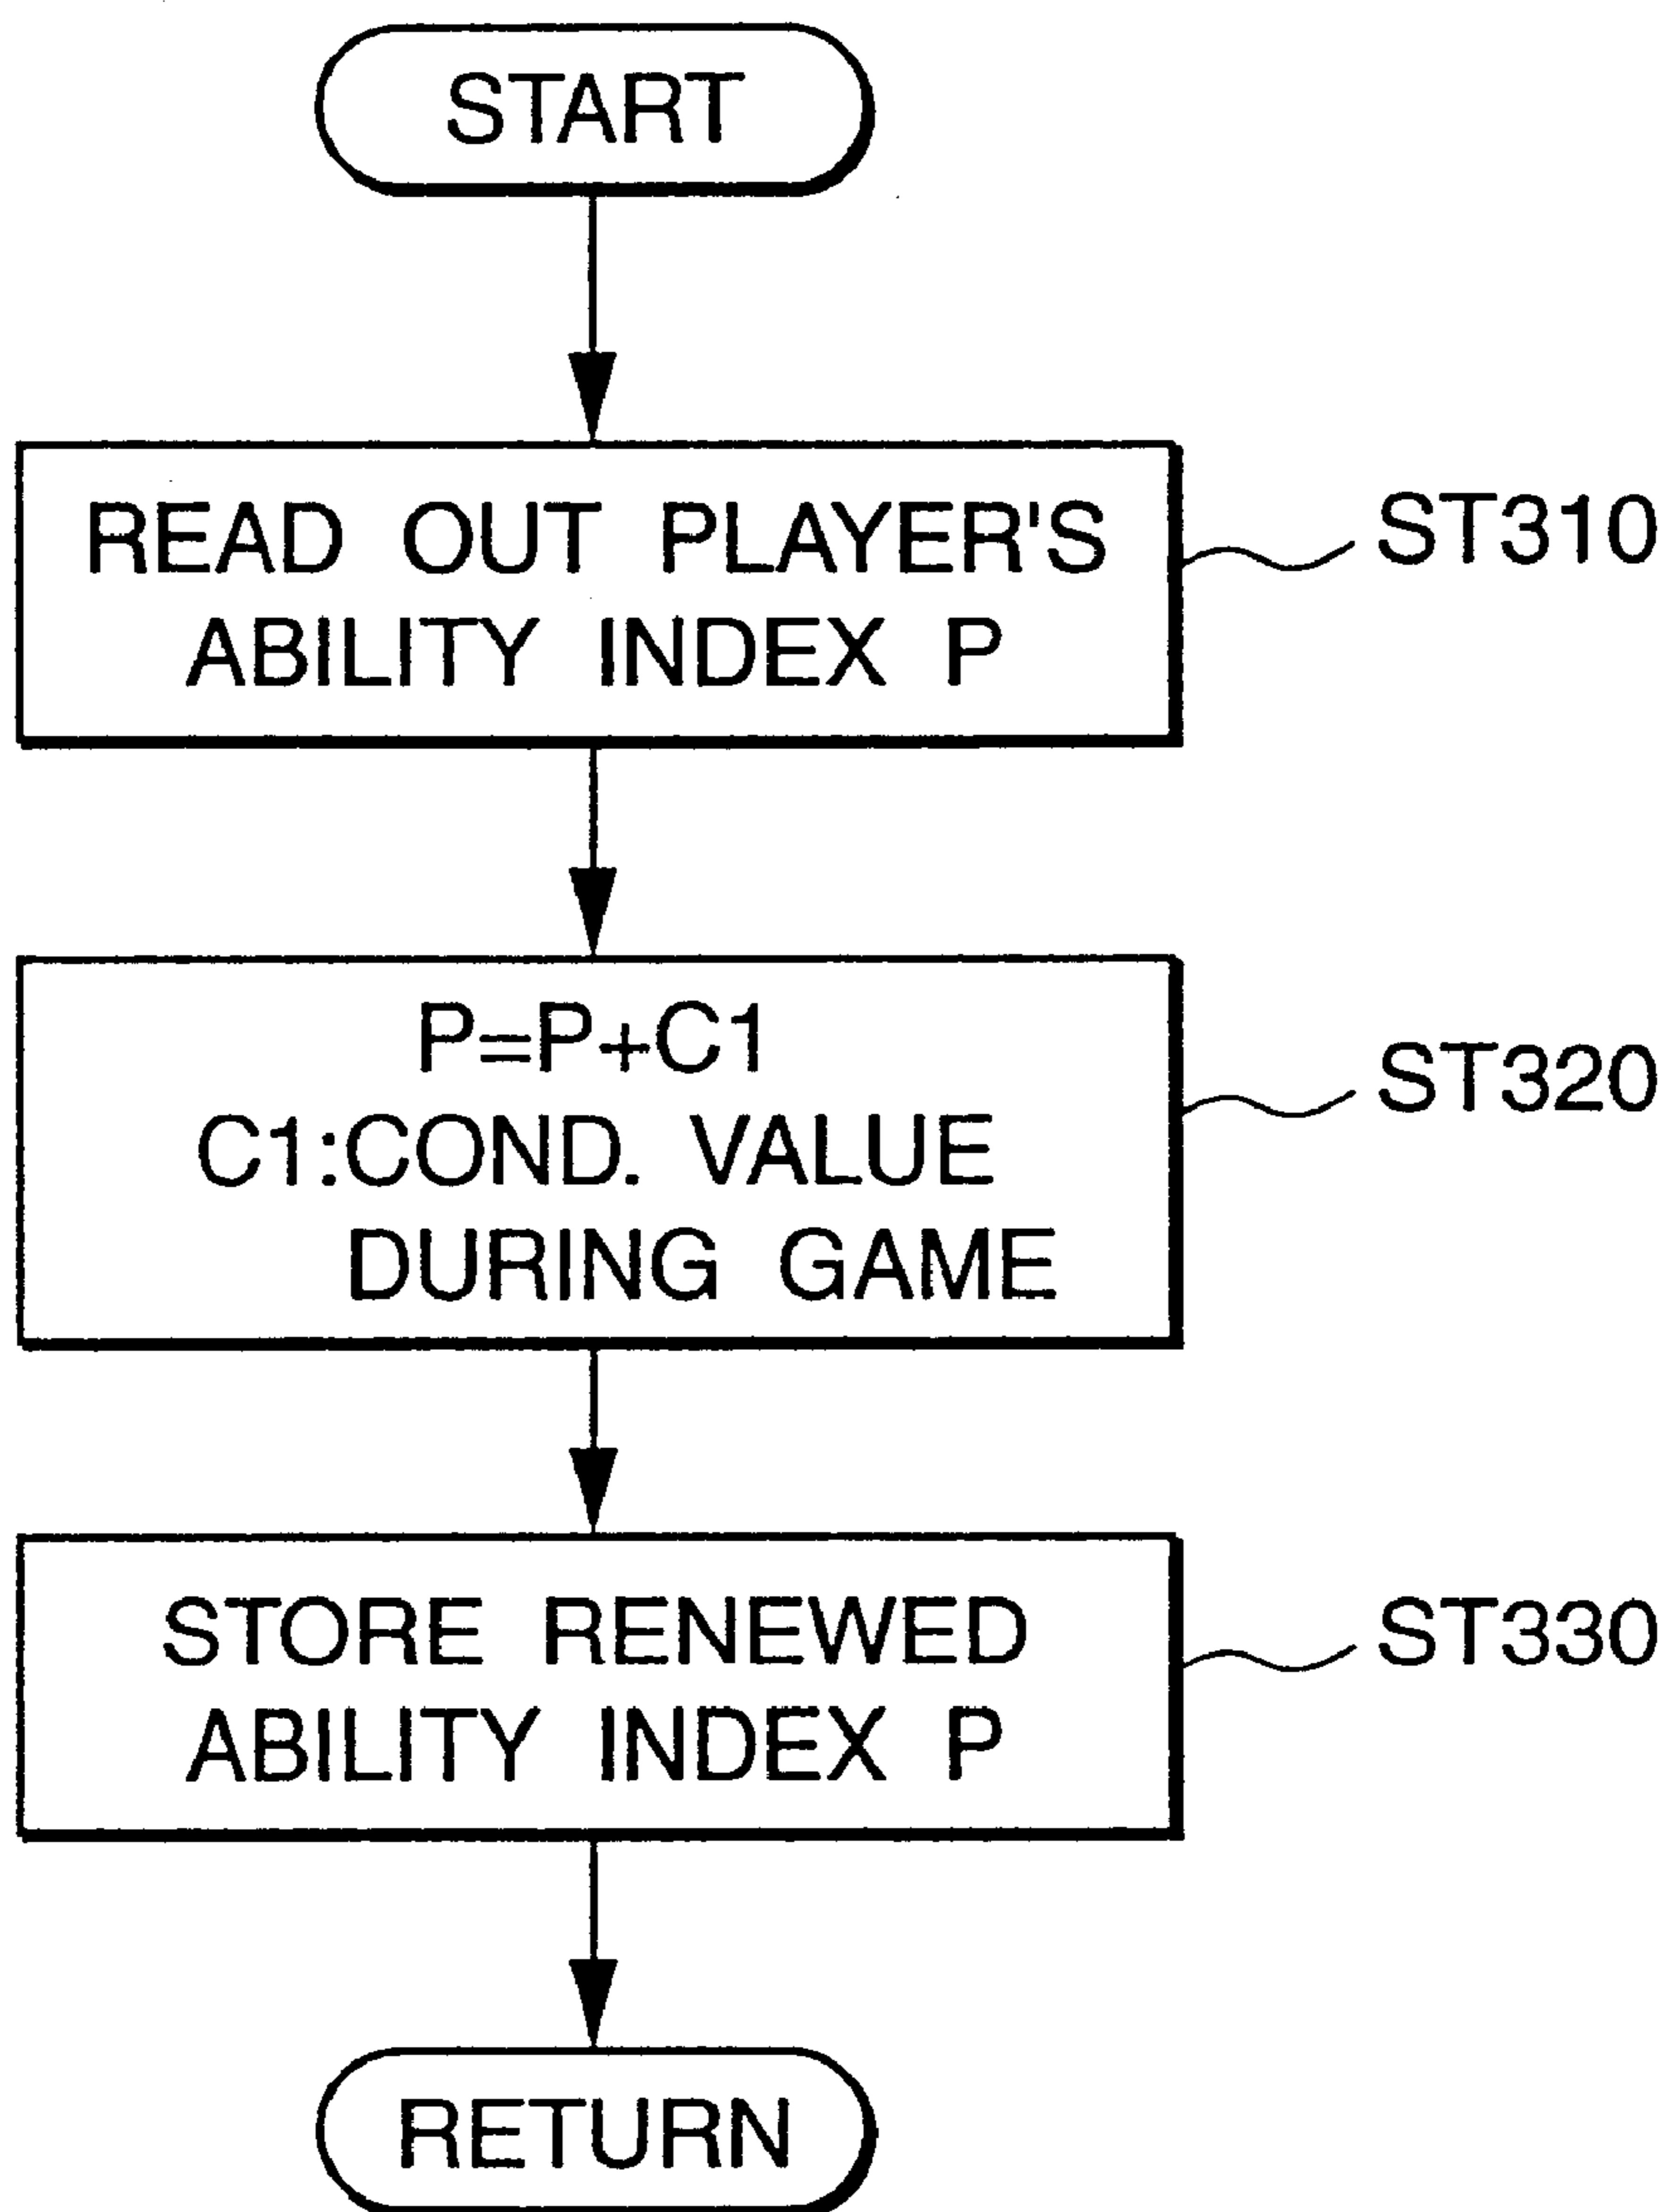 START
READ OUT PLAYER'S
ABILITY INDEX P
ST310
P=P+C1
C1:COND. VALUE
DURING GAME
ST320
STORE RENEWED
ABILITY INDEX P
ST330
RETURN